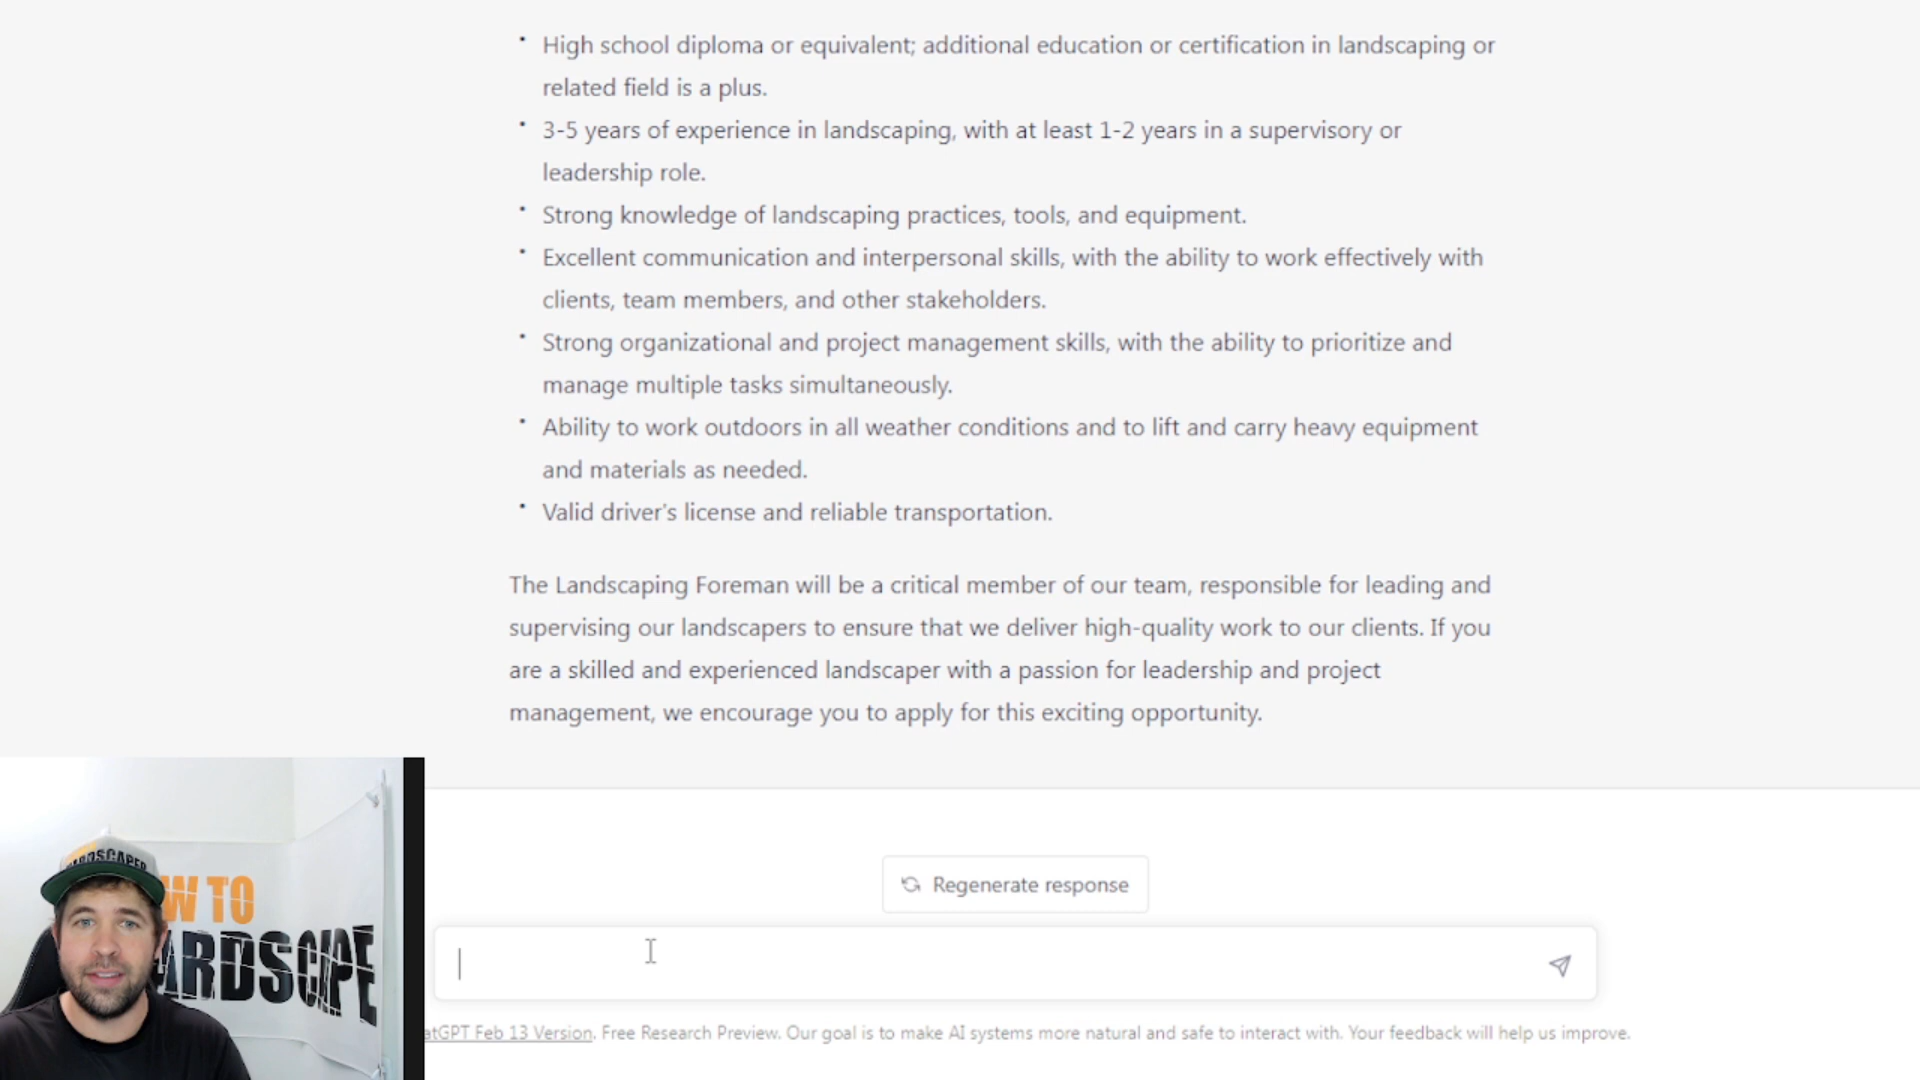 High school diploma or equivalent; additional education or certification in landscaping or
related field is a plus.
3-5 years of experience in landscaping, with at least 1-2 years in a supervisory or
leadership role.
Strong knowledge of landscaping practices, tools, and equipment.
Excellent communication and interpersonal skills, with the ability to work effectively with
clients, team members, and other stakeholders.
Strong organizational and project management skills, with the ability to prioritize and
manage multiple tasks simultaneously.
Ability to work outdoors in all weather conditions and to lift and carry heavy equipment
and materials as needed.
Valid driver's license and reliable transportation.
The Landscaping Foreman will be a critical member of our team, responsible for leading and
supervising our landscapers to ensure that we deliver high-quality work to our clients. If you
are a skilled and experienced landscaper with a passion for leadership and project
management, we encourage you to apply for this exciting opportunity.
Regenerate response
ARDSCAPER
W TO
ARDSCAPE
atGPT Feb 13 Version. Free Research Preview. Our goal is to make AI systems more natural and safe to interact with. Your feedback will help us improve.